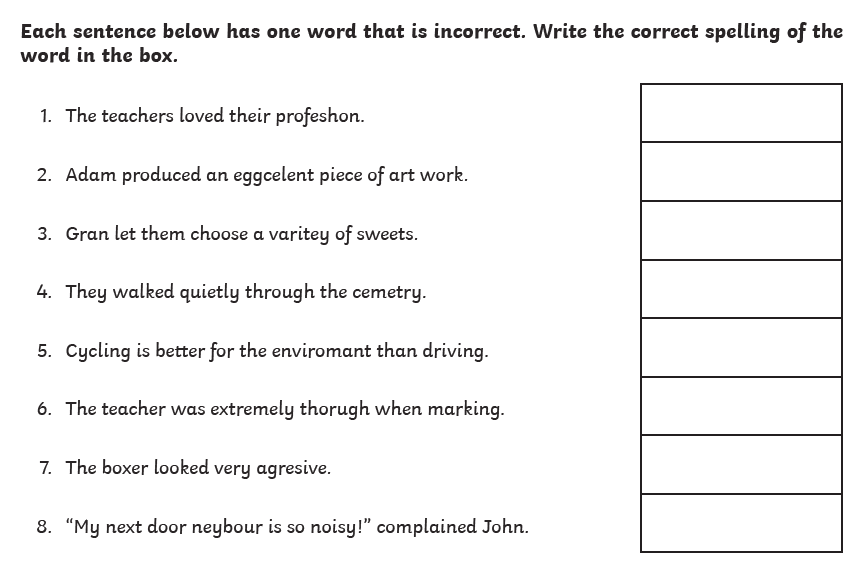 Each sentence below has one word that is incorrect. Write the correct spelling of the
word in the box.
1. The teachers loved their profeshon.
2. Adam produced an eggcelent piece of art work.
3. Gran let them choose a varitey of sweets.
4. They walked quietly through the cemetry.
5. Cycling is better for the enviromant than driving.
6. The teacher was extremely thorugh when marking.
7. The boxer looked very agresive.
8. “My next door neybour is so noisy!” complained John.